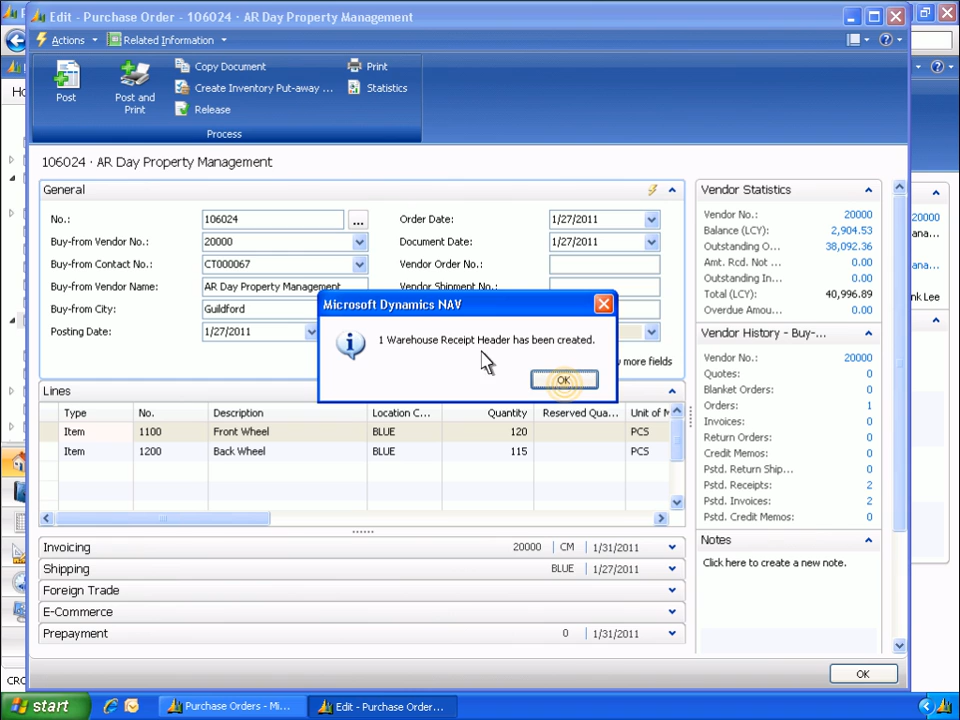 Edit - Purchase Order - 106024 · AR Day Property Management
Actions
Related Information
Post
Post and Print
Copy Document
Create Inventory Put-away ...
Release
Print
Statistics
Process
106024 · AR Day Property Management
General
No.: 106024 ...
Buy-from Vendor No.: 20000
Buy-from Contact No.: CT000067
Buy-from Vendor Name: AR Day Property Management
Buy-from City: Guildford
Posting Date: 1/27/2011
Order Date: 1/27/2011
Document Date: 1/27/2011
Vendor Order No.:
Vendor Shipment No.:
more fields
Microsoft Dynamics NAV
1 Warehouse Receipt Header has been created.
OK
Lines
Type No. Description Location C... Quantity Reserved Qua... Unit of M
Item 1100 Front Wheel BLUE 120 PCS
Item 1200 Back Wheel BLUE 115 PCS
Invoicing 20000 CM 1/31/2011
Shipping BLUE 1/27/2011
Foreign Trade
E-Commerce
Prepayment 0 1/31/2011
Vendor Statistics
Vendor No.: 20000
Balance (LCY): 2,904.53
Outstanding O... 38,092.36
Amt. Rcd. Not ... 0.00
Outstanding In... 0.00
Total (LCY): 40,996.89
Overdue Amou... 0.00
Vendor History - Buy-...
Vendor No.: 20000
Quotes: 0
Blanket Orders: 0
Orders: 1
Invoices: 0
Return Orders: 0
Credit Memos: 0
Pstd. Return Ship... 0
Pstd. Receipts: 2
Pstd. Invoices: 2
Pstd. Credit Memos: 0
Notes
Click here to create a new note.
OK
20000
ana...
ana...
nk Lee
Ho
CRO
start
Purchase Orders - Mi...
Edit - Purchase Order...